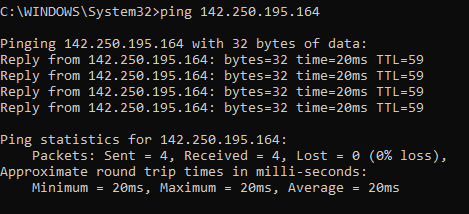 C:\WINDOWS\System32>ping 142.250.195.164
Pinging 142.250.195.164 with 32 bytes of data:
Reply from 142.250.195.164: bytes=32 time=20ms TTL=59
Reply from 142.250.195.164: bytes=32 time=20ms TTL=59
Reply from 142.250.195.164: bytes=32 time=20ms TTL=59
Reply from 142.250.195.164: bytes=32 time=20ms TTL=59
Ping statistics for 142.250.195.164:
    Packets: Sent = 4, Received = 4, Lost = 0 (0% loss),
Approximate round trip times in milli-seconds:
    Minimum = 20ms, Maximum = 20ms, Average = 20ms